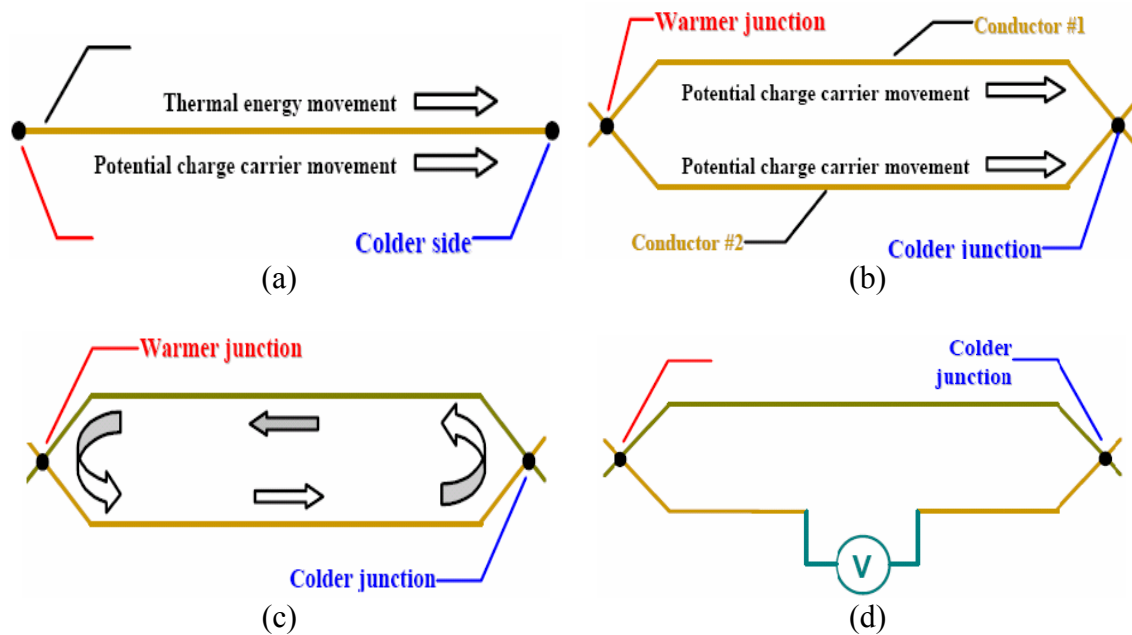 Thermal energy movement
Potential charge carrier movement
Colder side
(a)
Warmer junction
Conductor #1
Potential charge carrier movement
Potential charge carrier movement
Conductor #2
Colder junction
(b)
Warmer junction
Colder junction
(c)
Colder
junction
V
(d)